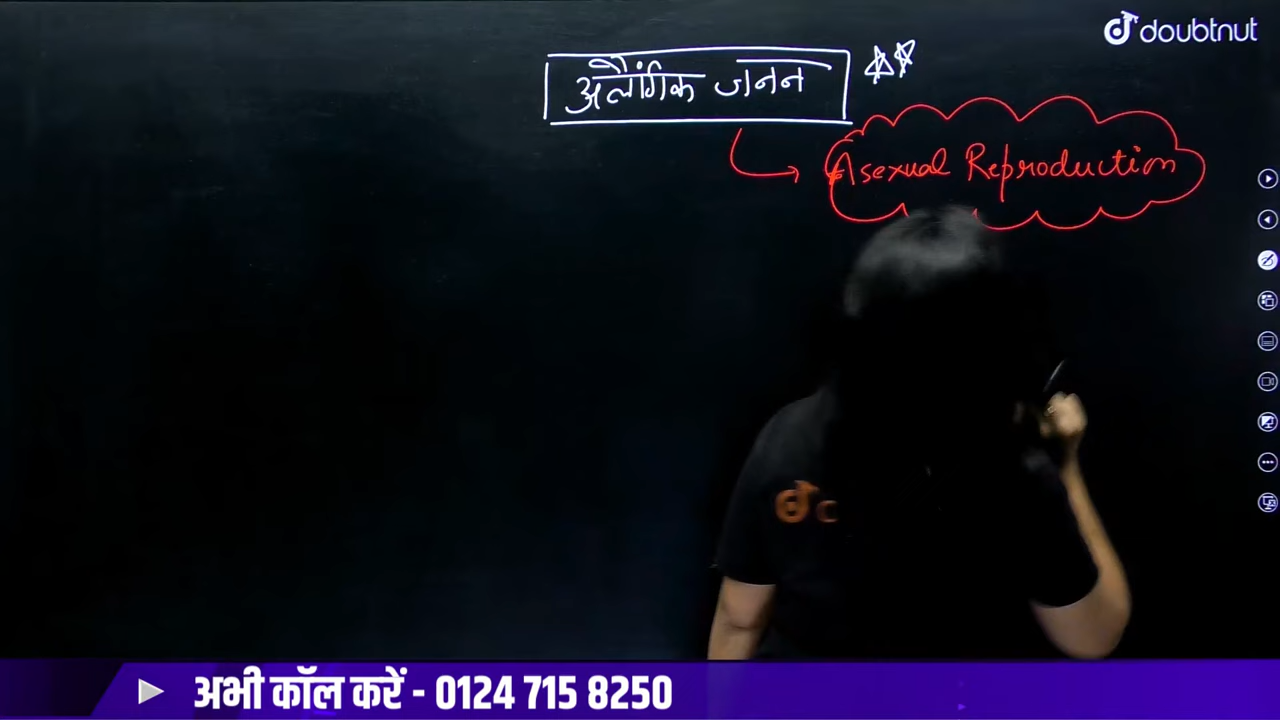 doubtnut
अलैंगिक जनन
Asexual Reproduction
अभी कॉल करें - 0124 715 8250